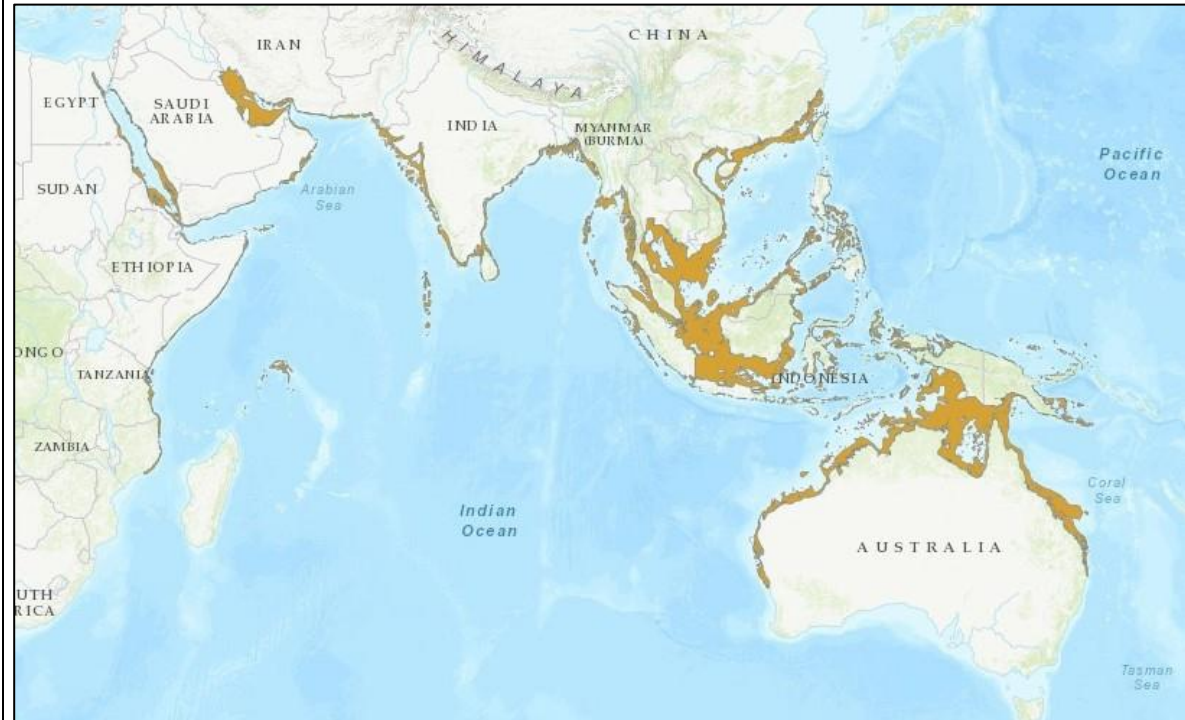 CHINA
IRAN
HIMALAYA
EGYPT
SAUDI
ARABIA
INDIA
MYANMAR
(BURMA)
Pacific
Ocean
SUDAN
Arabian
Sea
ETHIOPIA
ONGO
TANZANIA
INDONESIA
ZAMBIA
Coral
Sea
Indian
Ocean
AUSTRALIA
UTH
RICA
Tasman
Sea